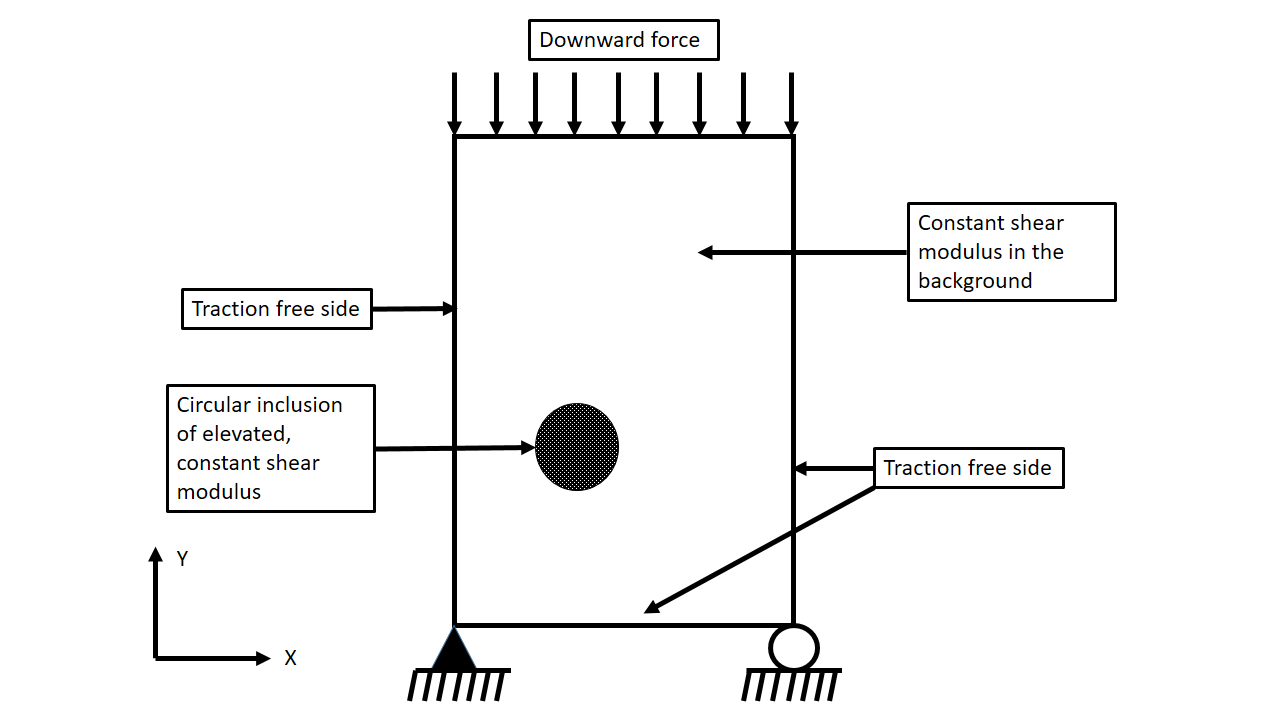 Downward force
Constant shear
modulus in the
background
Traction free side
Circular inclusion
of elevated,
constant shear
modulus
Traction free side
Y
X